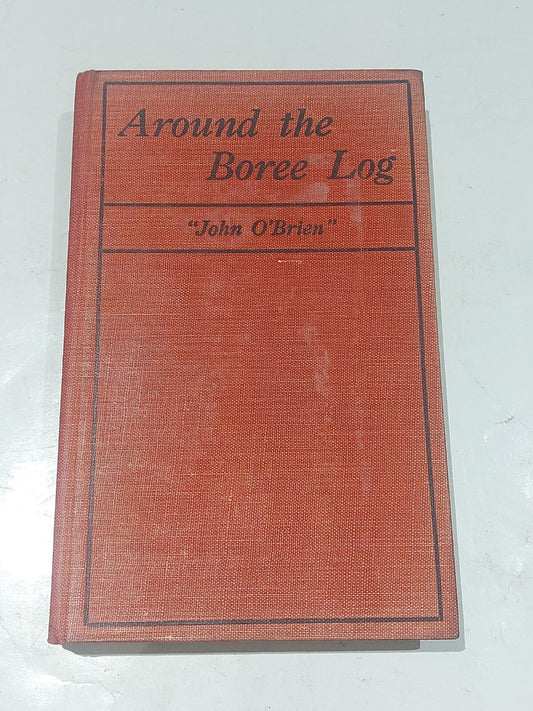 Around the
Boree Log
"John O'Brien"